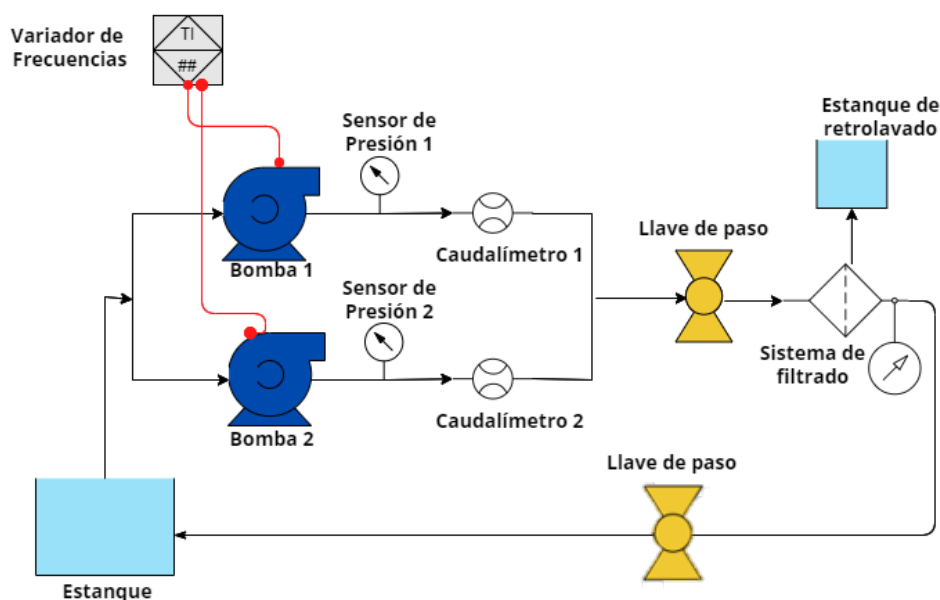 Variador de
Frecuencias
TI
##
Sensor de
Presión 1
Estanque de
retrolavado
Bomba 1
Caudalímetro 1
Llave de paso
Sensor de
Presión 2
Sistema de
filtrado
Bomba 2
Caudalímetro 2
Llave de paso
Estanque